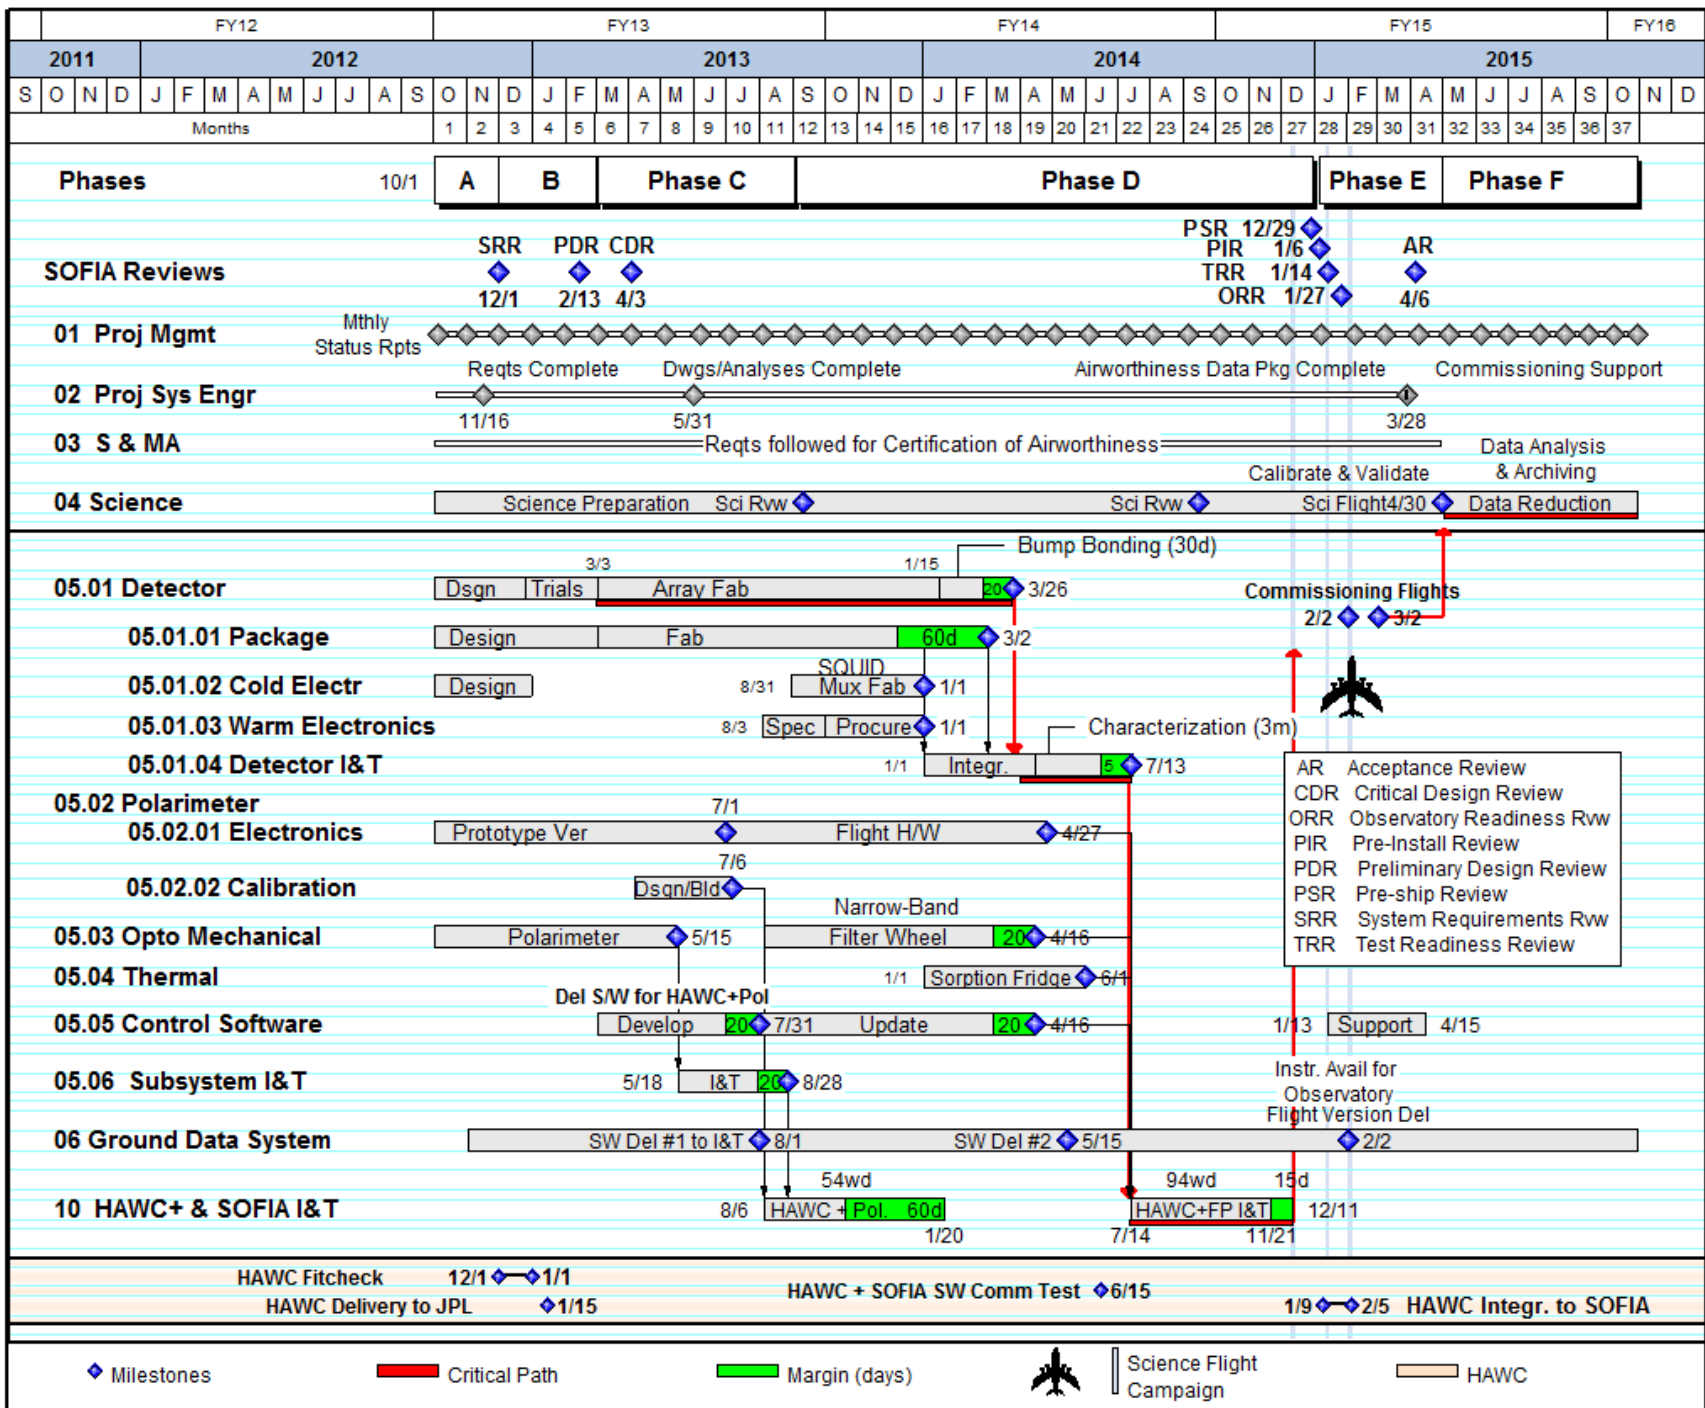 FY12 FY13 FY14 FY15 FY16
2011 2012 2013 2014 2015
S O N D J F M A M J J A S O N D J F M A M J J A S O N D J F M A M J J A S O N D J F M A M J J A S O N D
Months 1 2 3 4 5 6 7 8 9 10 11 12 13 14 15 16 17 18 19 20 21 22 23 24 25 26 27 28 29 30 31 32 33 34 35 36 37
Phases 10/1 A B Phase C Phase D Phase E Phase F
PSR 12/29
SRR PDR CDR PIR 1/6 AR
SOFIA Reviews TRR 1/14
12/1 2/13 4/3 ORR 1/27 4/6
Mthly
01 Proj Mgmt
Status Rpts
Reqts Complete Dwgs/Analyses Complete Airworthiness Data Pkg Complete Commissioning Support
02 Proj Sys Engr
11/16 5/31 3/28
03 S & MA Reqts followed for Certification of Airworthiness Data Analysis
Calibrate & Validate & Archiving
04 Science Science Preparation Sci Rvw Sci Rvw Sci Flight4/30 Data Reduction
Bump Bonding (30d)
3/3 1/15
05.01 Detector Dsgn Trials Array Fab 20 3/26 Commissioning Flights
2/2 3/2
05.01.01 Package Design Fab 60d 3/2
SQUID
05.01.02 Cold Electr Design 8/31 Mux Fab 1/1
05.01.03 Warm Electronics 8/3 Spec Procure 1/1 Characterization (3m)
05.01.04 Detector I&T 1/1 Integr. 5 7/13
AR Acceptance Review
CDR Critical Design Review
ORR Observatory Readiness Rvw
PIR Pre-Install Review
PDR Preliminary Design Review
PSR Pre-ship Review
SRR System Requirements Rvw
TRR Test Readiness Review
05.02 Polarimeter 7/1
05.02.01 Electronics Prototype Ver Flight H/W 4/27
7/6
05.02.02 Calibration Dsgn/Bld
Narrow-Band
05.03 Opto Mechanical Polarimeter 5/15 Filter Wheel 20 4/16
05.04 Thermal 1/1 Sorption Fridge 6/1
Del S/W for HAWC+Pol
05.05 Control Software Develop 20 7/31 Update 20 4/16 1/13 Support 4/15
05.06 Subsystem I&T 5/18 I&T 20 8/28
Instr. Avail for
Observatory
Flight Version Del
06 Ground Data System SW Del #1 to I&T 8/1 SW Del #2 5/15 2/2
54wd 94wd 15d
10 HAWC+ & SOFIA I&T 8/6 HAWC + Pol. 60d HAWC+FP I&T 12/11
1/20 7/14 11/21
HAWC Fitcheck 12/1 1/1
HAWC + SOFIA SW Comm Test 6/15
HAWC Delivery to JPL 1/15 1/9 2/5 HAWC Integr. to SOFIA
Milestones Critical Path Margin (days) Science Flight
Campaign HAWC